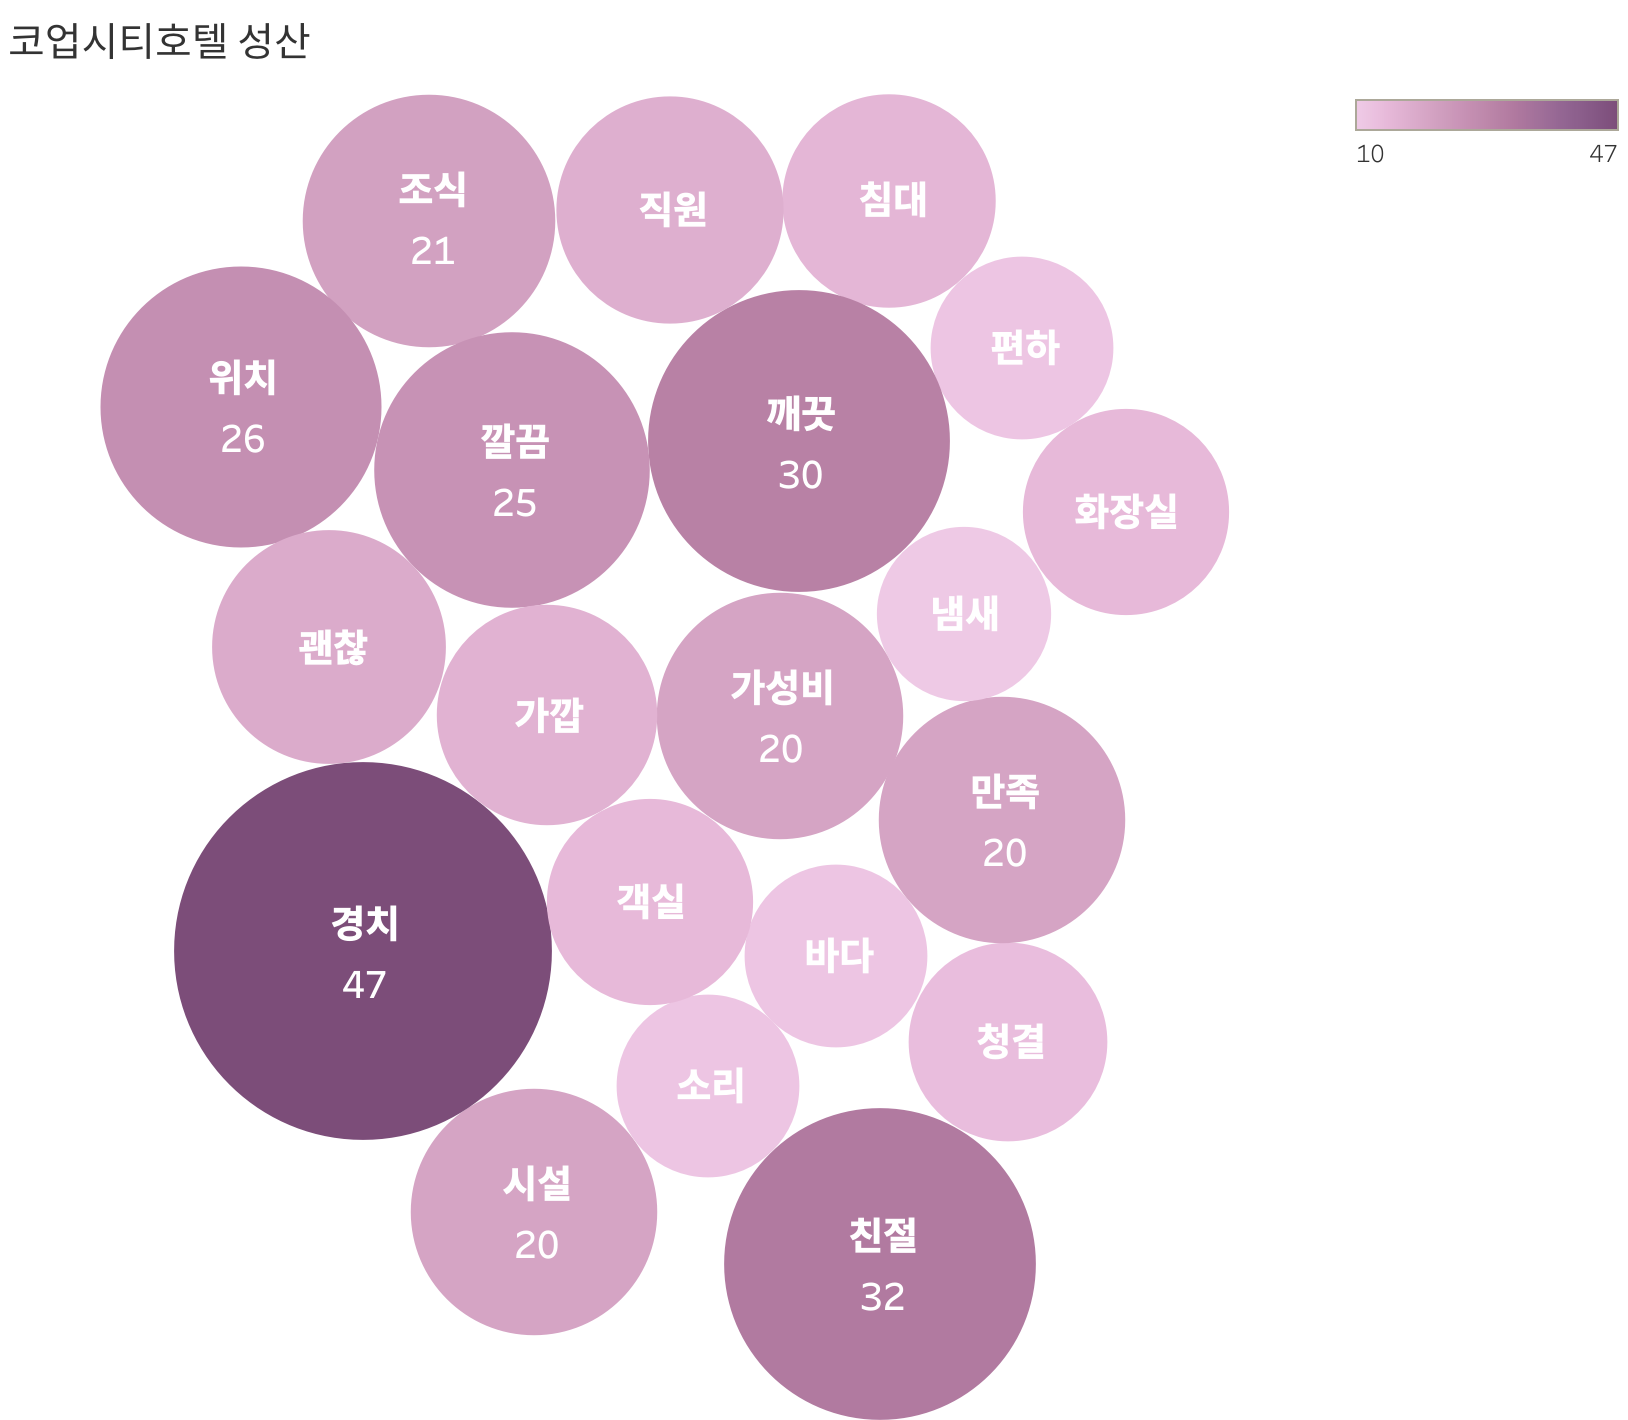 코업시티호텔 성산
10 47
조식
21
직원
침대
위치
26
깔끔
25
깨끗
30
편하
화장실
냄새
괜찮
가깝
가성비
20
만족
20
경치
47
객실
바다
청결
소리
시설
20
친절
32